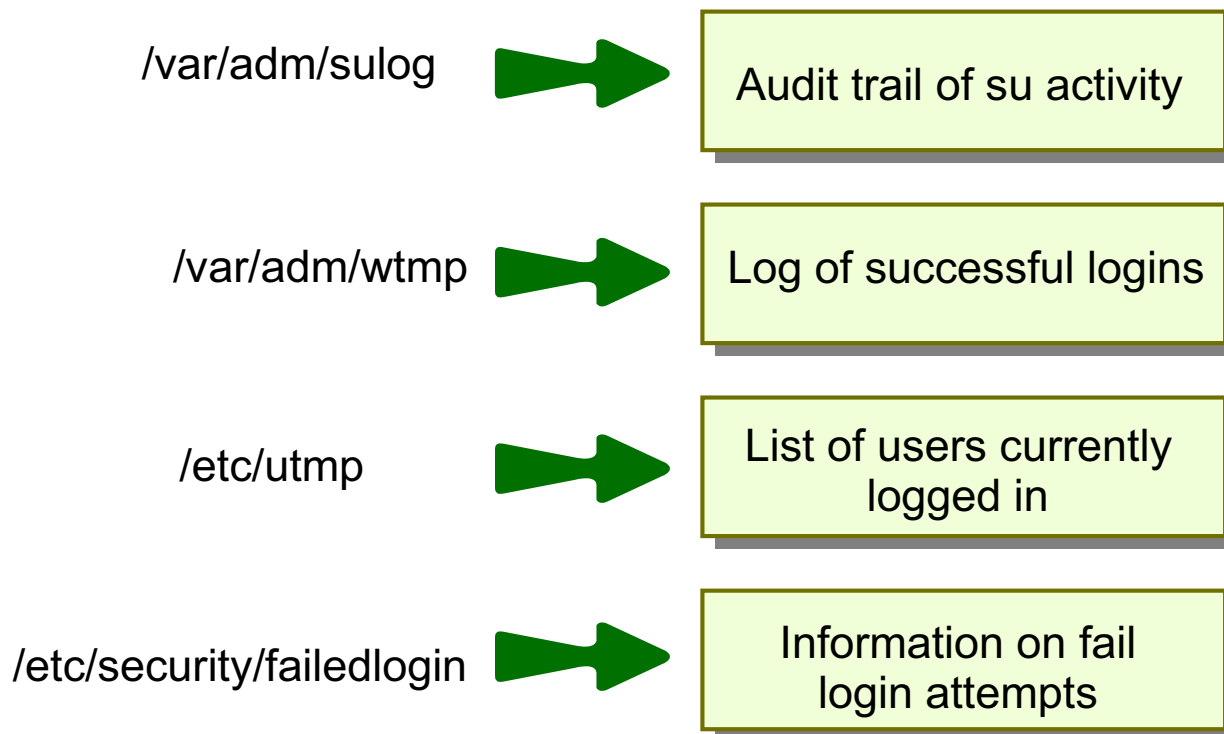 /var/adm/sulog
Audit trail of su activity
/var/adm/wtmp
Log of successful logins
/etc/utmp
List of users currently
logged in
/etc/security/failedlogin
Information on fail
login attempts